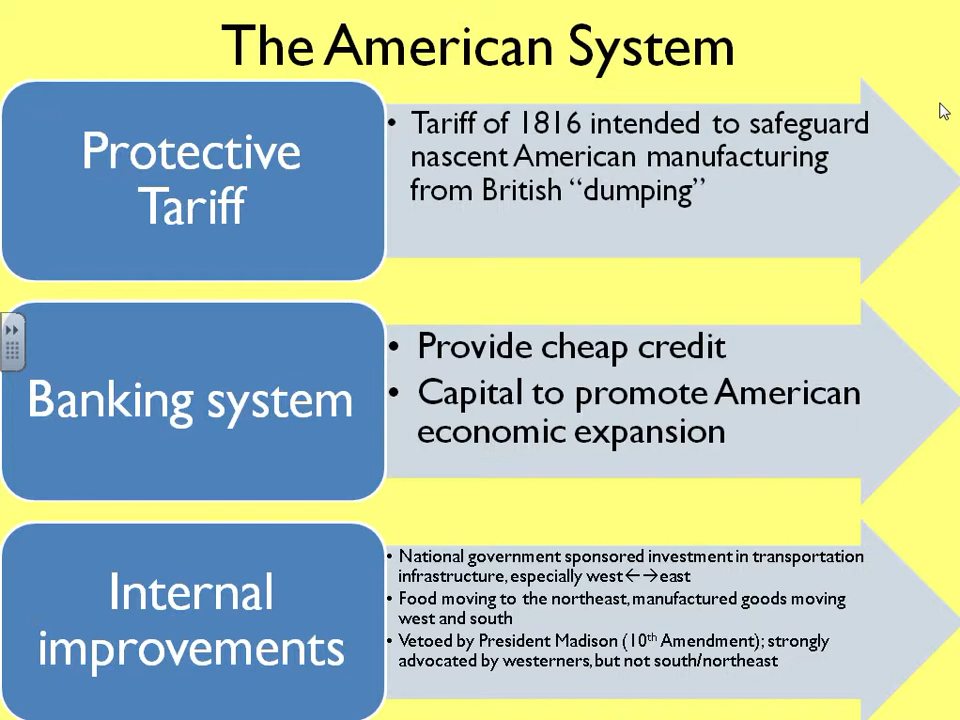 The American System
Protective
Tariff
• Tariff of 1816 intended to safeguard
nascent American manufacturing
from British “dumping”
Banking system
• Provide cheap credit
• Capital to promote American
economic expansion
Internal
improvements
• National government sponsored investment in transportation
infrastructure, especially west←→east
• Food moving to the northeast, manufactured goods moving
west and south
• Vetoed by President Madison (10th Amendment); strongly
advocated by westerners, but not south/northeast